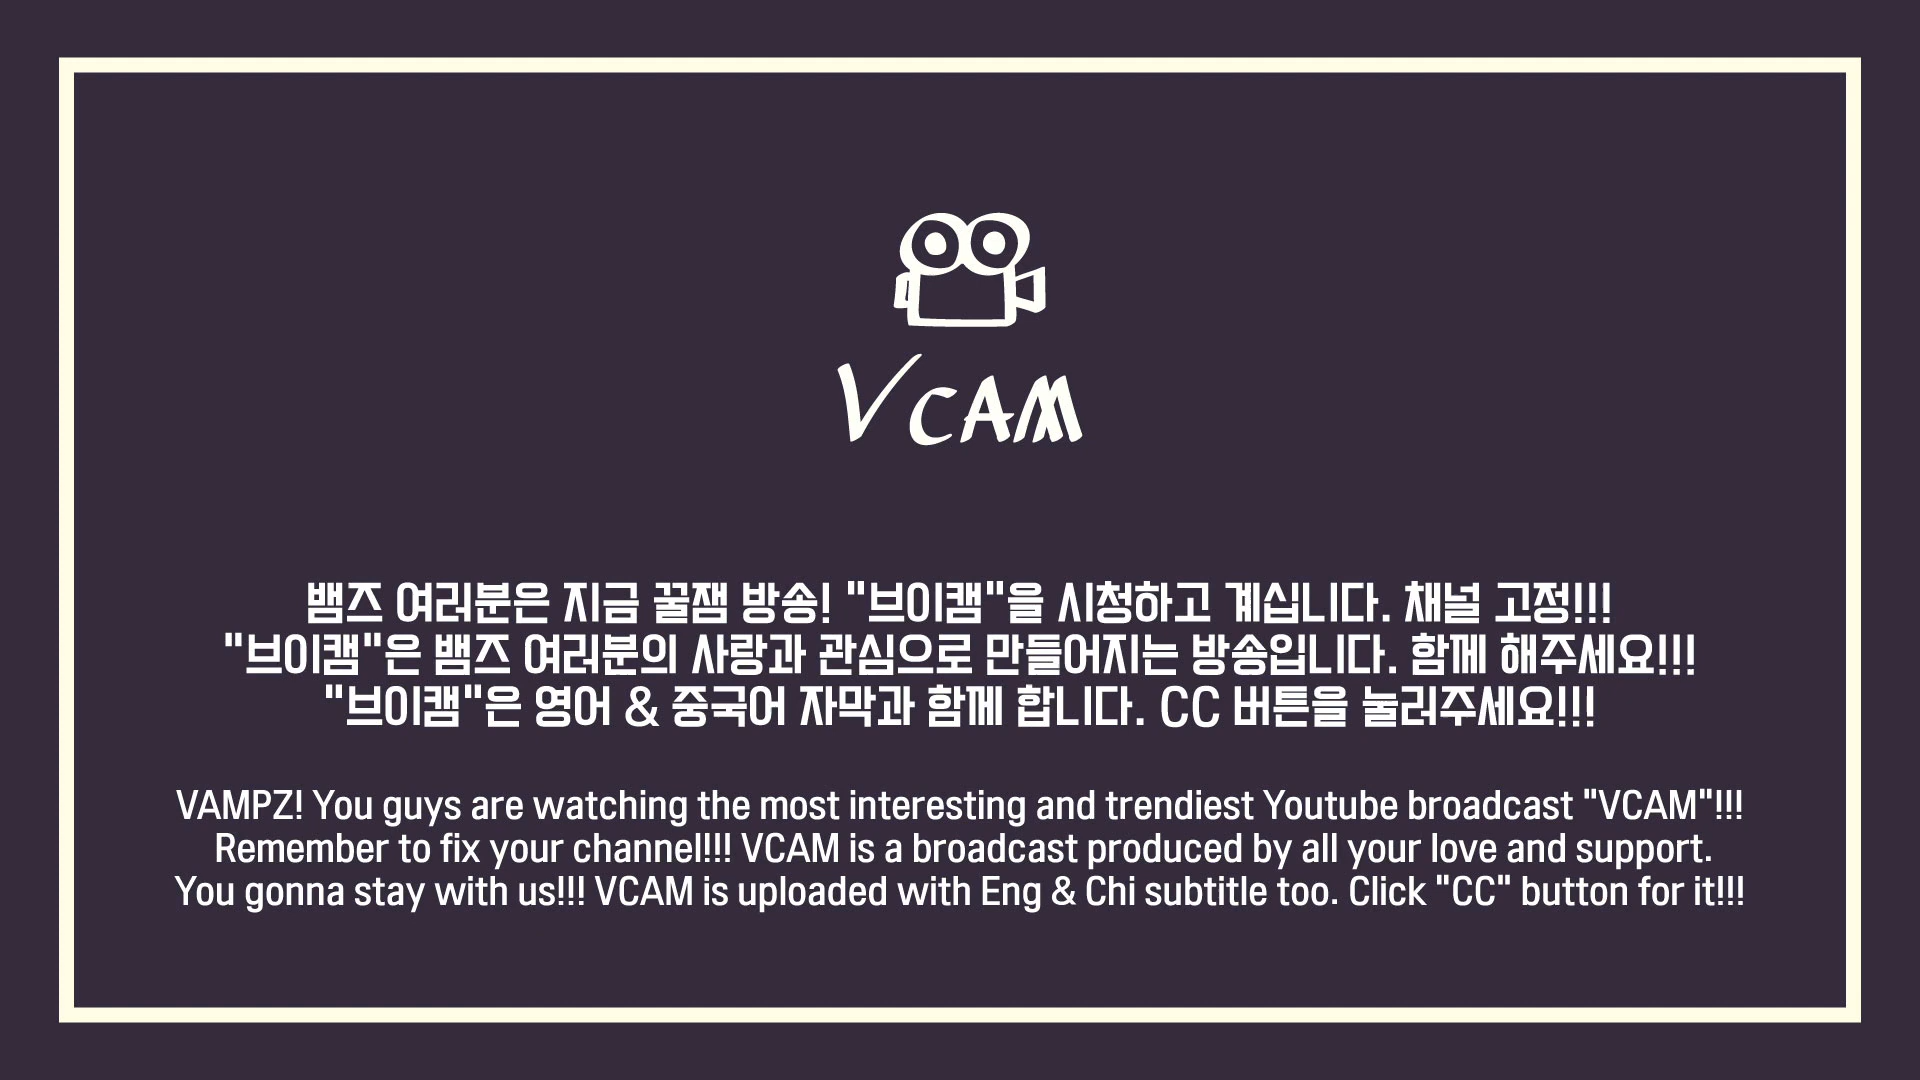 VCAM
뱀즈 여러분은 지금 꿀잼 방송! "브이캠"을 시청하고 계십니다. 채널 고정!!!
"브이캠"은 뱀즈 여러분의 사랑과 관심으로 만들어지는 방송입니다. 함께 해주세요!!!
"브이캠"은 영어 & 중국어 자막과 함께 합니다. CC 버튼을 눌러주세요!!!
VAMPZ! You guys are watching the most interesting and trendiest Youtube broadcast "VCAM"!!!
Remember to fix your channel!!! VCAM is a broadcast produced by all your love and support.
You gonna stay with us!!! VCAM is uploaded with Eng & Chi subtitle too. Click "CC" button for it!!!